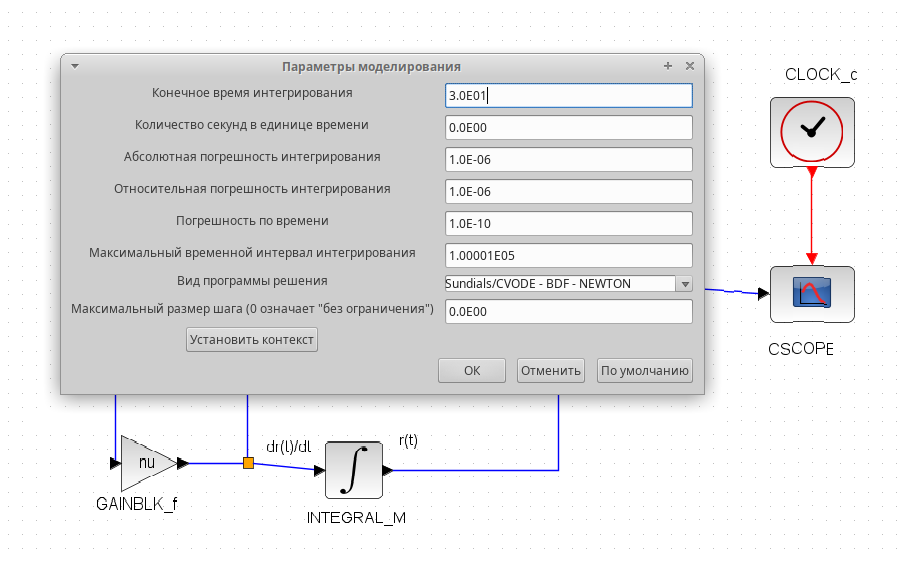 Параметры моделирования
Конечное время интегрирования 3.0E01
Количество секунд в единице времени 0.0E00
Абсолютная погрешность интегрирования 1.0E-06
Относительная погрешность интегрирования 1.0E-06
Погрешность по времени 1.0E-10
Максимальный временной интервал интегрирования 1.00001E05
Вид программы решения Sundials/CVODE - BDF - NEWTON
Максимальный размер шага (0 означает "без ограничения") 0.0E00
Установить контекст
ОК Отменить По умолчанию
CLOCK_c
CSCOPE
nu
GAINBLK_f
dr(t)/dt
INTEGRAL_M
r(t)